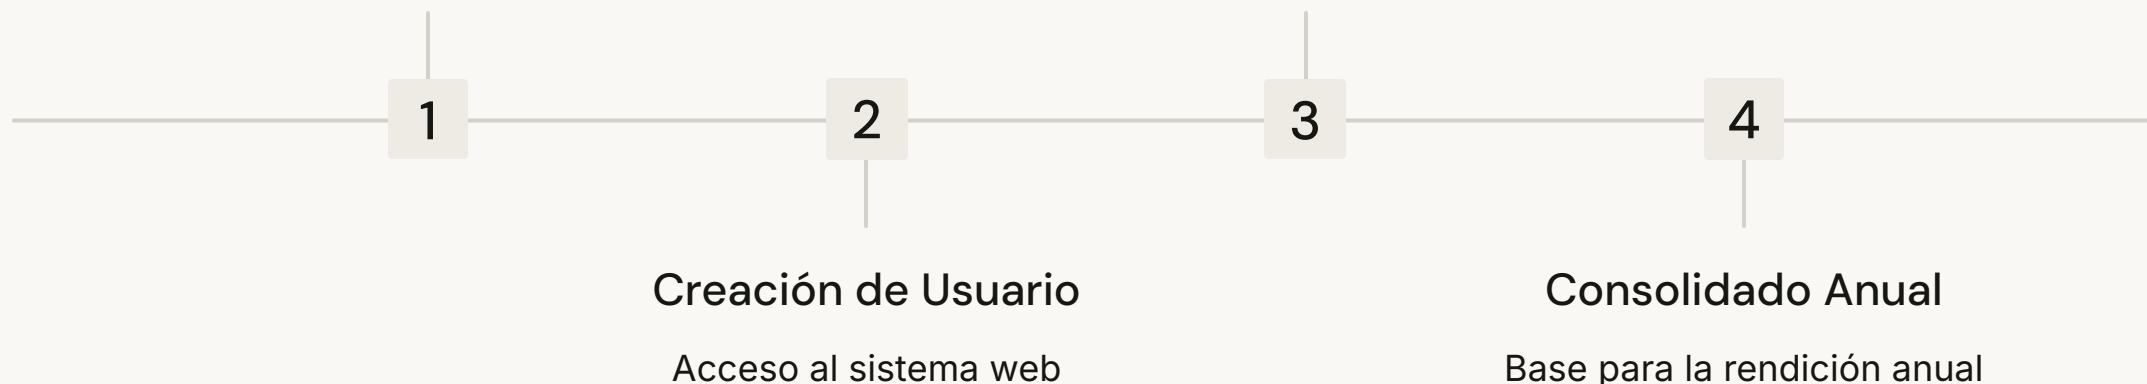 1
2
3
4
Creación de Usuario
Acceso al sistema web
Consolidado Anual
Base para la rendición anual